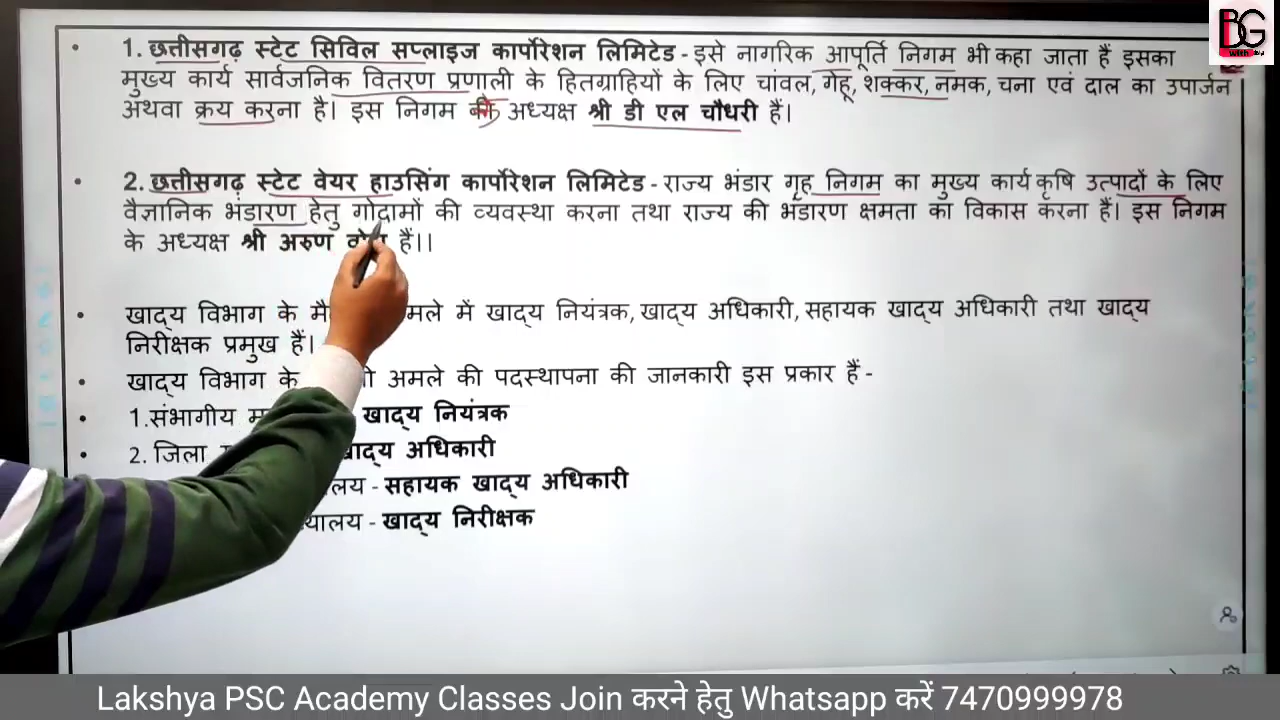 BG
with
1. छत्तीसगढ़ स्टेट सिविल सप्लाइज कार्पोरेशन लिमिटेड - इसे नागरिक आपूर्ति निगम भी कहा जाता हैं इसका
मुख्य कार्य सार्वजनिक वितरण प्रणाली के हितग्राहियों के लिए चांवल, गेहू, शक्कर, नमक, चना एवं दाल का उपार्जन
अथवा क्रय करना है। इस निगम अध्यक्ष श्री डी एल चौधरी हैं।
2. छत्तीसगढ़ स्टेट वेयर हाउसिंग कार्पोरेशन लिमिटेड - राज्य भंडार गृह निगम का मुख्य कार्य कृषि उत्पादों के लिए
वैज्ञानिक भंडारण हेतु गोदामों की व्यवस्था करना तथा राज्य की भंडारण क्षमता का विकास करना हैं। इस निगम
के अध्यक्ष श्री अरुण हैं।।
खाद्य विभाग के में खाद्य नियंत्रक, खाद्य अधिकारी, सहायक खाद्य अधिकारी तथा खाद्य
निरीक्षक प्रमुख हैं।
खाद्य विभाग के अमले की पदस्थापना की जानकारी इस प्रकार हैं -
1.संभागीय खाद्य नियंत्रक
2. जिला खाद्य अधिकारी
- सहायक खाद्य अधिकारी
- खाद्य निरीक्षक
Lakshya PSC Academy Classes Join करने हेतु Whatsapp करें 7470999978